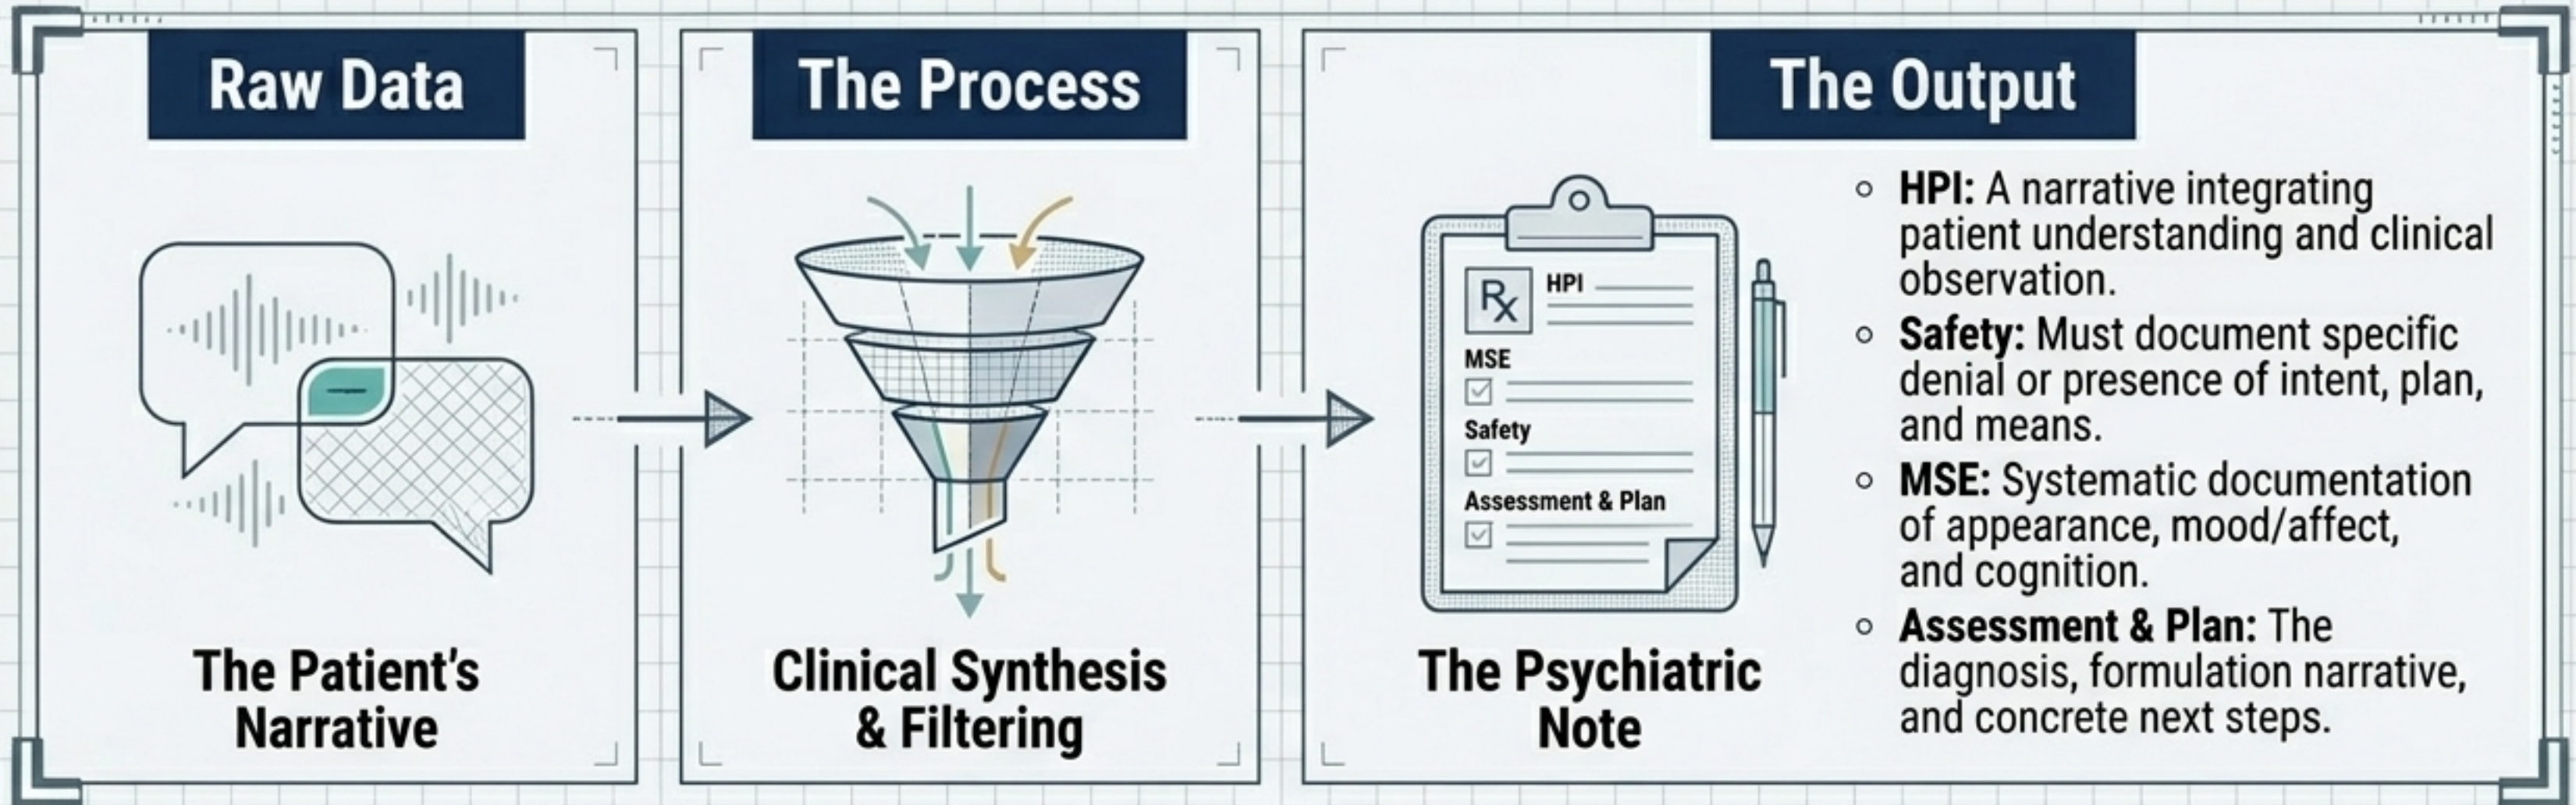 Raw Data
The Patient's
Narrative
The Process
Clinical Synthesis
& Filtering
The Output
Rx
HPI
MSE
Safety
Assessment & Plan
The Psychiatric
Note
HPI: A narrative integrating
patient understanding and clinical
observation.
Safety: Must document specific
denial or presence of intent, plan,
and means.
MSE: Systematic documentation
of appearance, mood/affect,
and cognition.
Assessment & Plan: The
diagnosis, formulation narrative,
and concrete next steps.